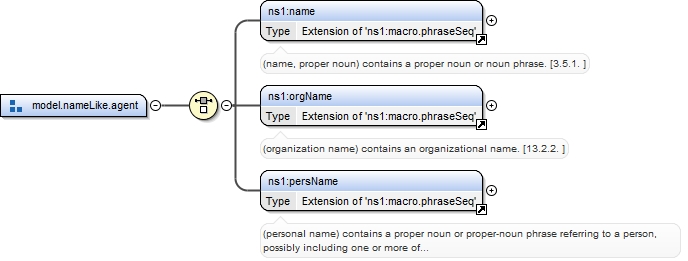 ns1:name
Type Extension of 'ns1:macro.phraseSeq'
(name, proper noun) contains a proper noun or noun phrase. [3.5.1. ]
model.nameLike.agent
ns1:orgName
Type Extension of 'ns1:macro.phraseSeq'
(organization name) contains an organizational name. [13.2.2. ]
ns1:persName
Type Extension of 'ns1:macro.phraseSeq'
(personal name) contains a proper noun or proper-noun phrase referring to a person,
possibly including one or more of...